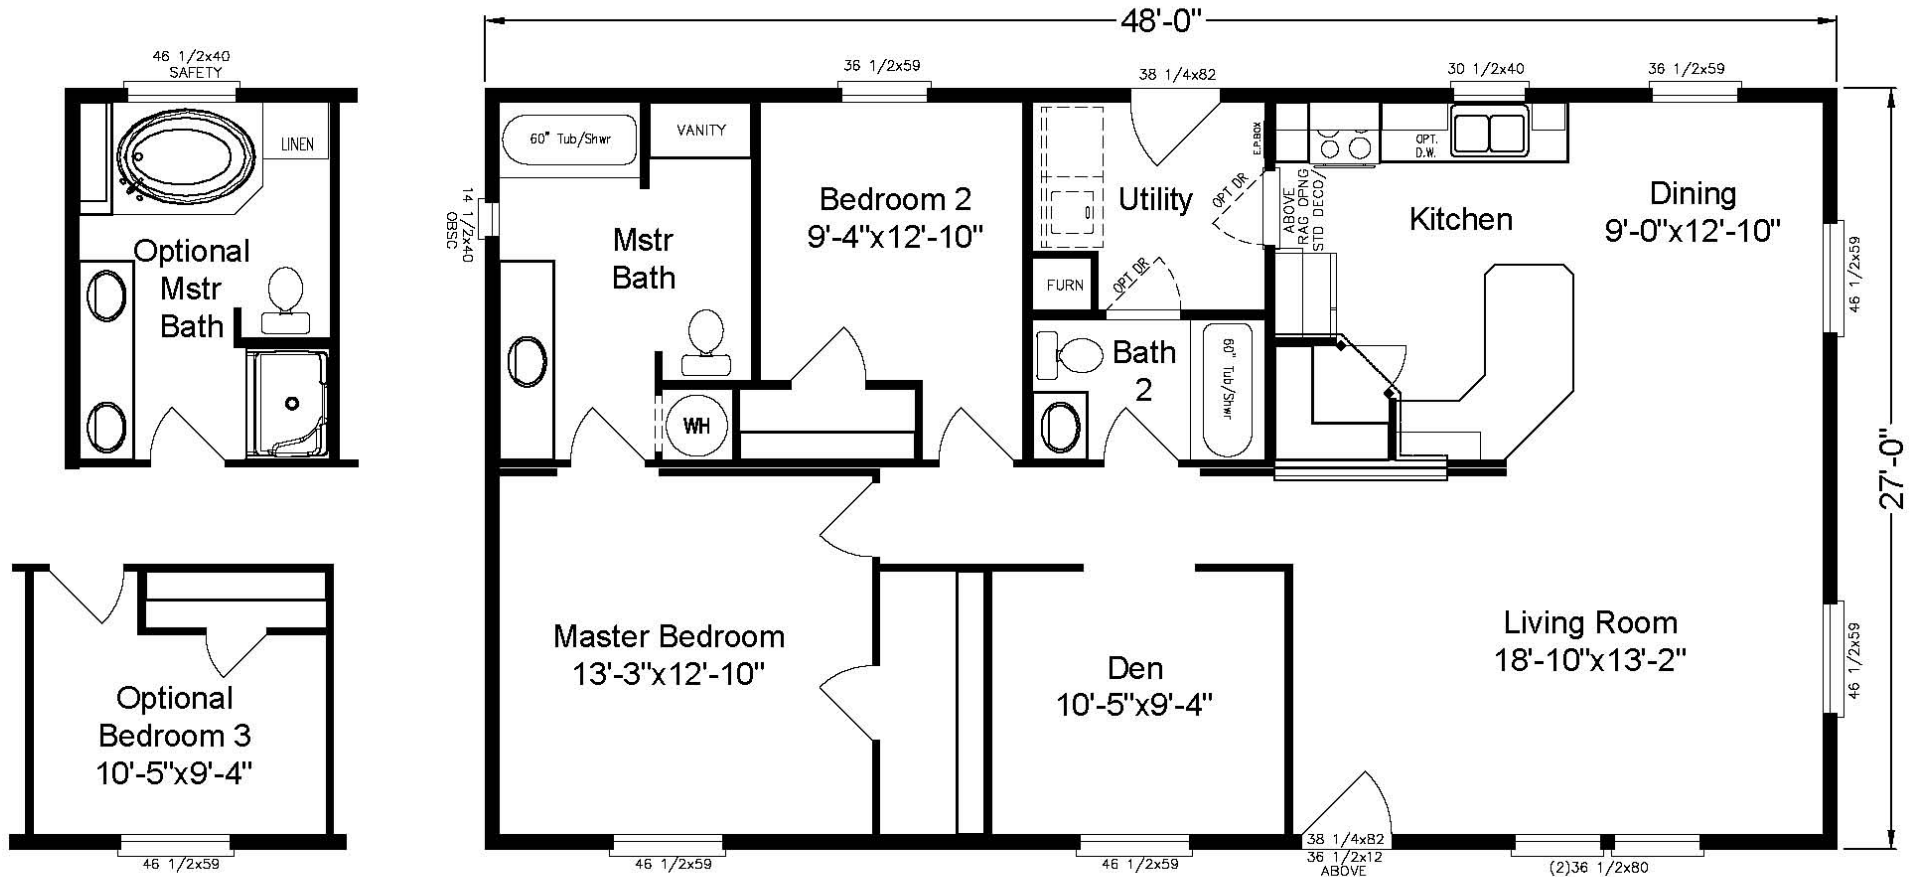 48'-0"
46 1/2x40
SAFETY
36 1/2x59
38 1/4x82
30 1/2x40
36 1/2x59
LINEN
60" Tub/Shwr
VANITY
E.P.BOX
OPT.
D.W.
Optional
Mstr
Bath
14 1/2x40
OBSC
Mstr
Bath
Bedroom 2
9'-4"x12'-10"
Utility
OPT DR
ABOVE
RAG OPNG
STD DECO/
Kitchen
Dining
9'-0"x12'-10"
46 1/2x59
FURN
OPT DR
Bath
2
60" Tub/Shwr
WH
27'-0"
Optional
Bedroom 3
10'-5"x9'-4"
46 1/2x59
Master Bedroom
13'-3"x12'-10"
Den
10'-5"x9'-4"
Living Room
18'-10"x13'-2"
46 1/2x59
46 1/2x59
46 1/2x59
38 1/4x82
36 1/2x12
ABOVE
(2)36 1/2x80